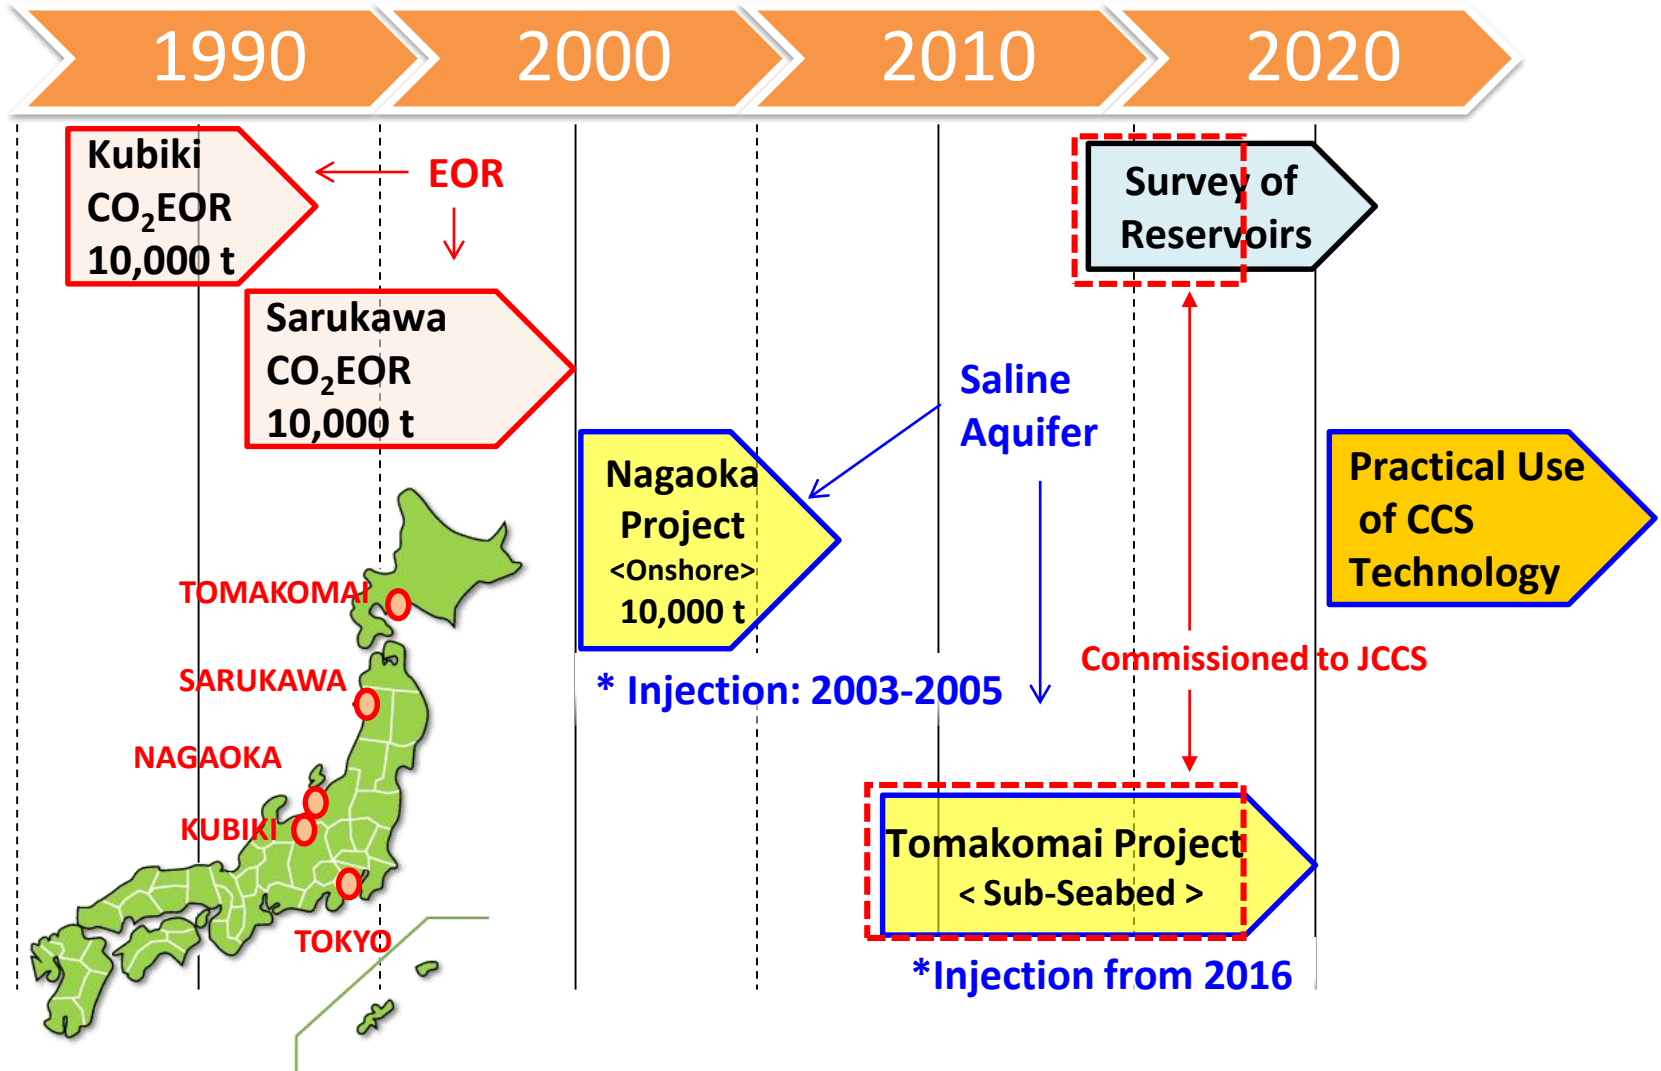 1990
2000
2010
2020
Kubiki
CO₂EOR
10,000 t
EOR
Survey of
Reservoirs
Sarukawa
CO₂EOR
10,000 t
Saline
Aquifer
Nagaoka
Project
<Onshore>
10,000 t
* Injection: 2003-2005
Practical Use
of CCS
Technology
Commissioned to JCCS
Tomakomai Project
< Sub-Seabed >
*Injection from 2016
TOMAKOMAI
SARUKAWA
NAGAOKA
KUBIKI
TOKYO